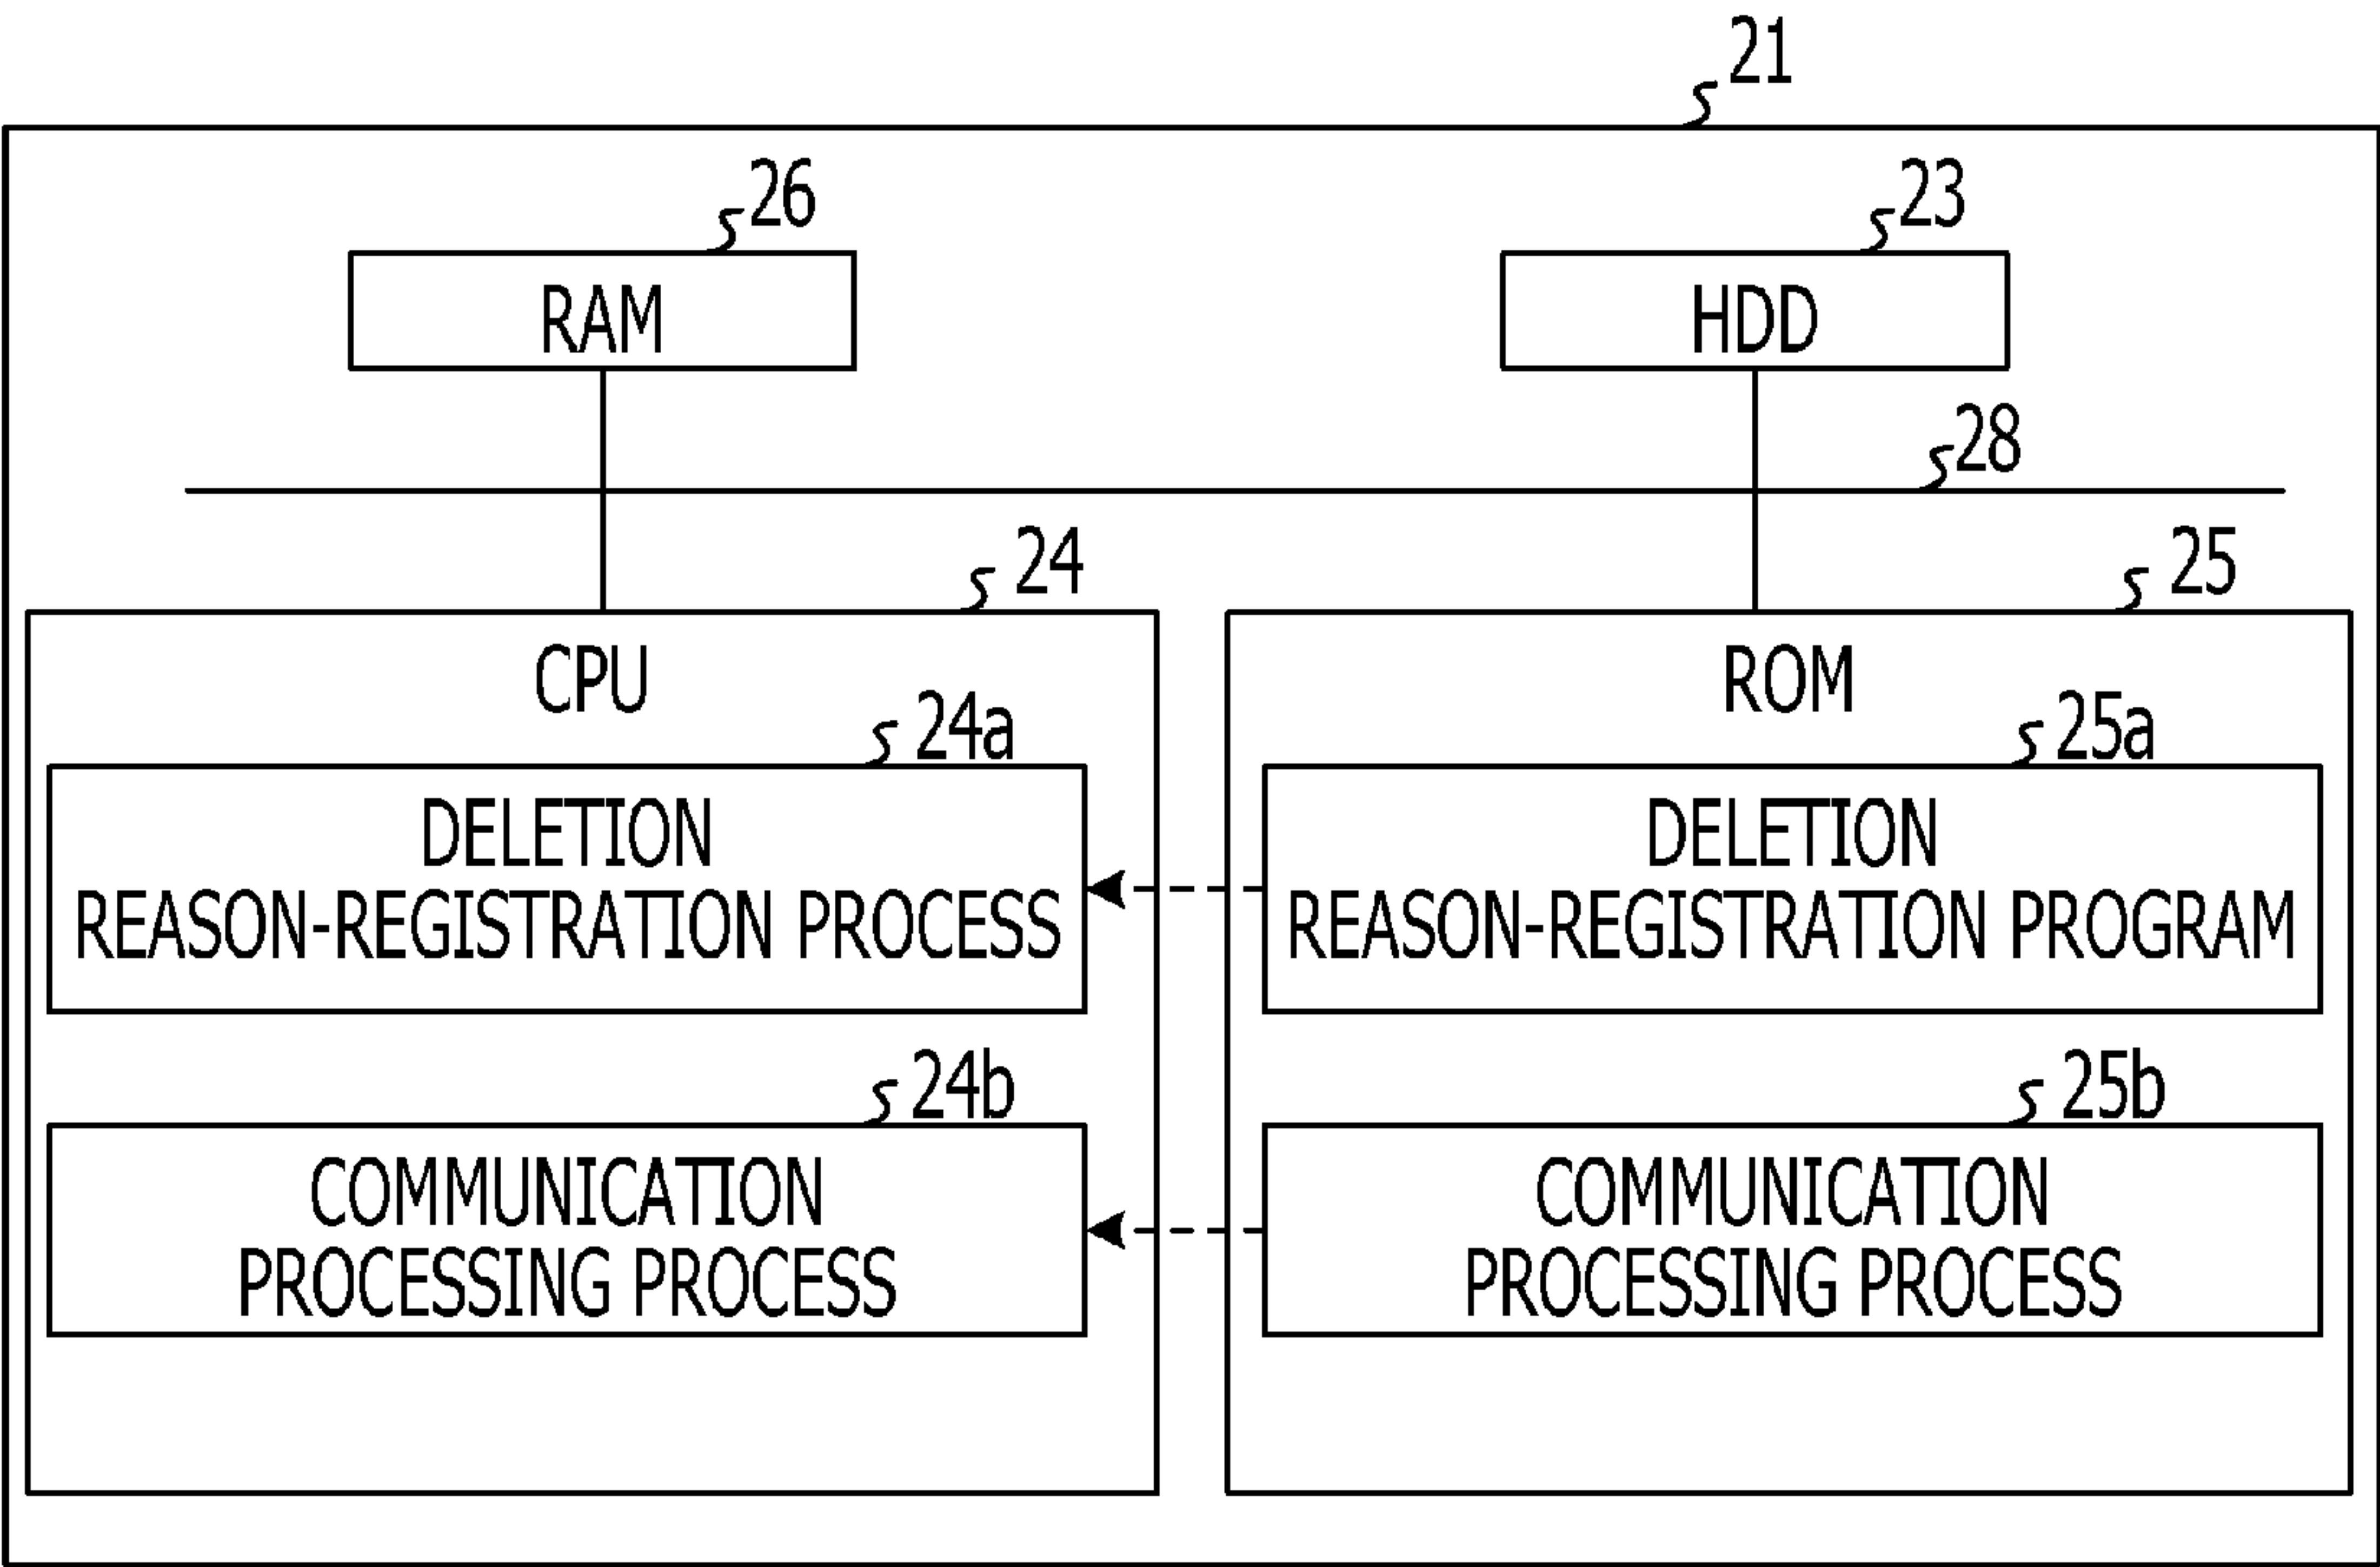 21
26
23
RAM
HDD
28
24
25
CPU
ROM
24a
25a
DELETION
REASON-REGISTRATION PROCESS
DELETION
REASON-REGISTRATION PROGRAM
24b
25b
COMMUNICATION
PROCESSING PROCESS
COMMUNICATION
PROCESSING PROCESS